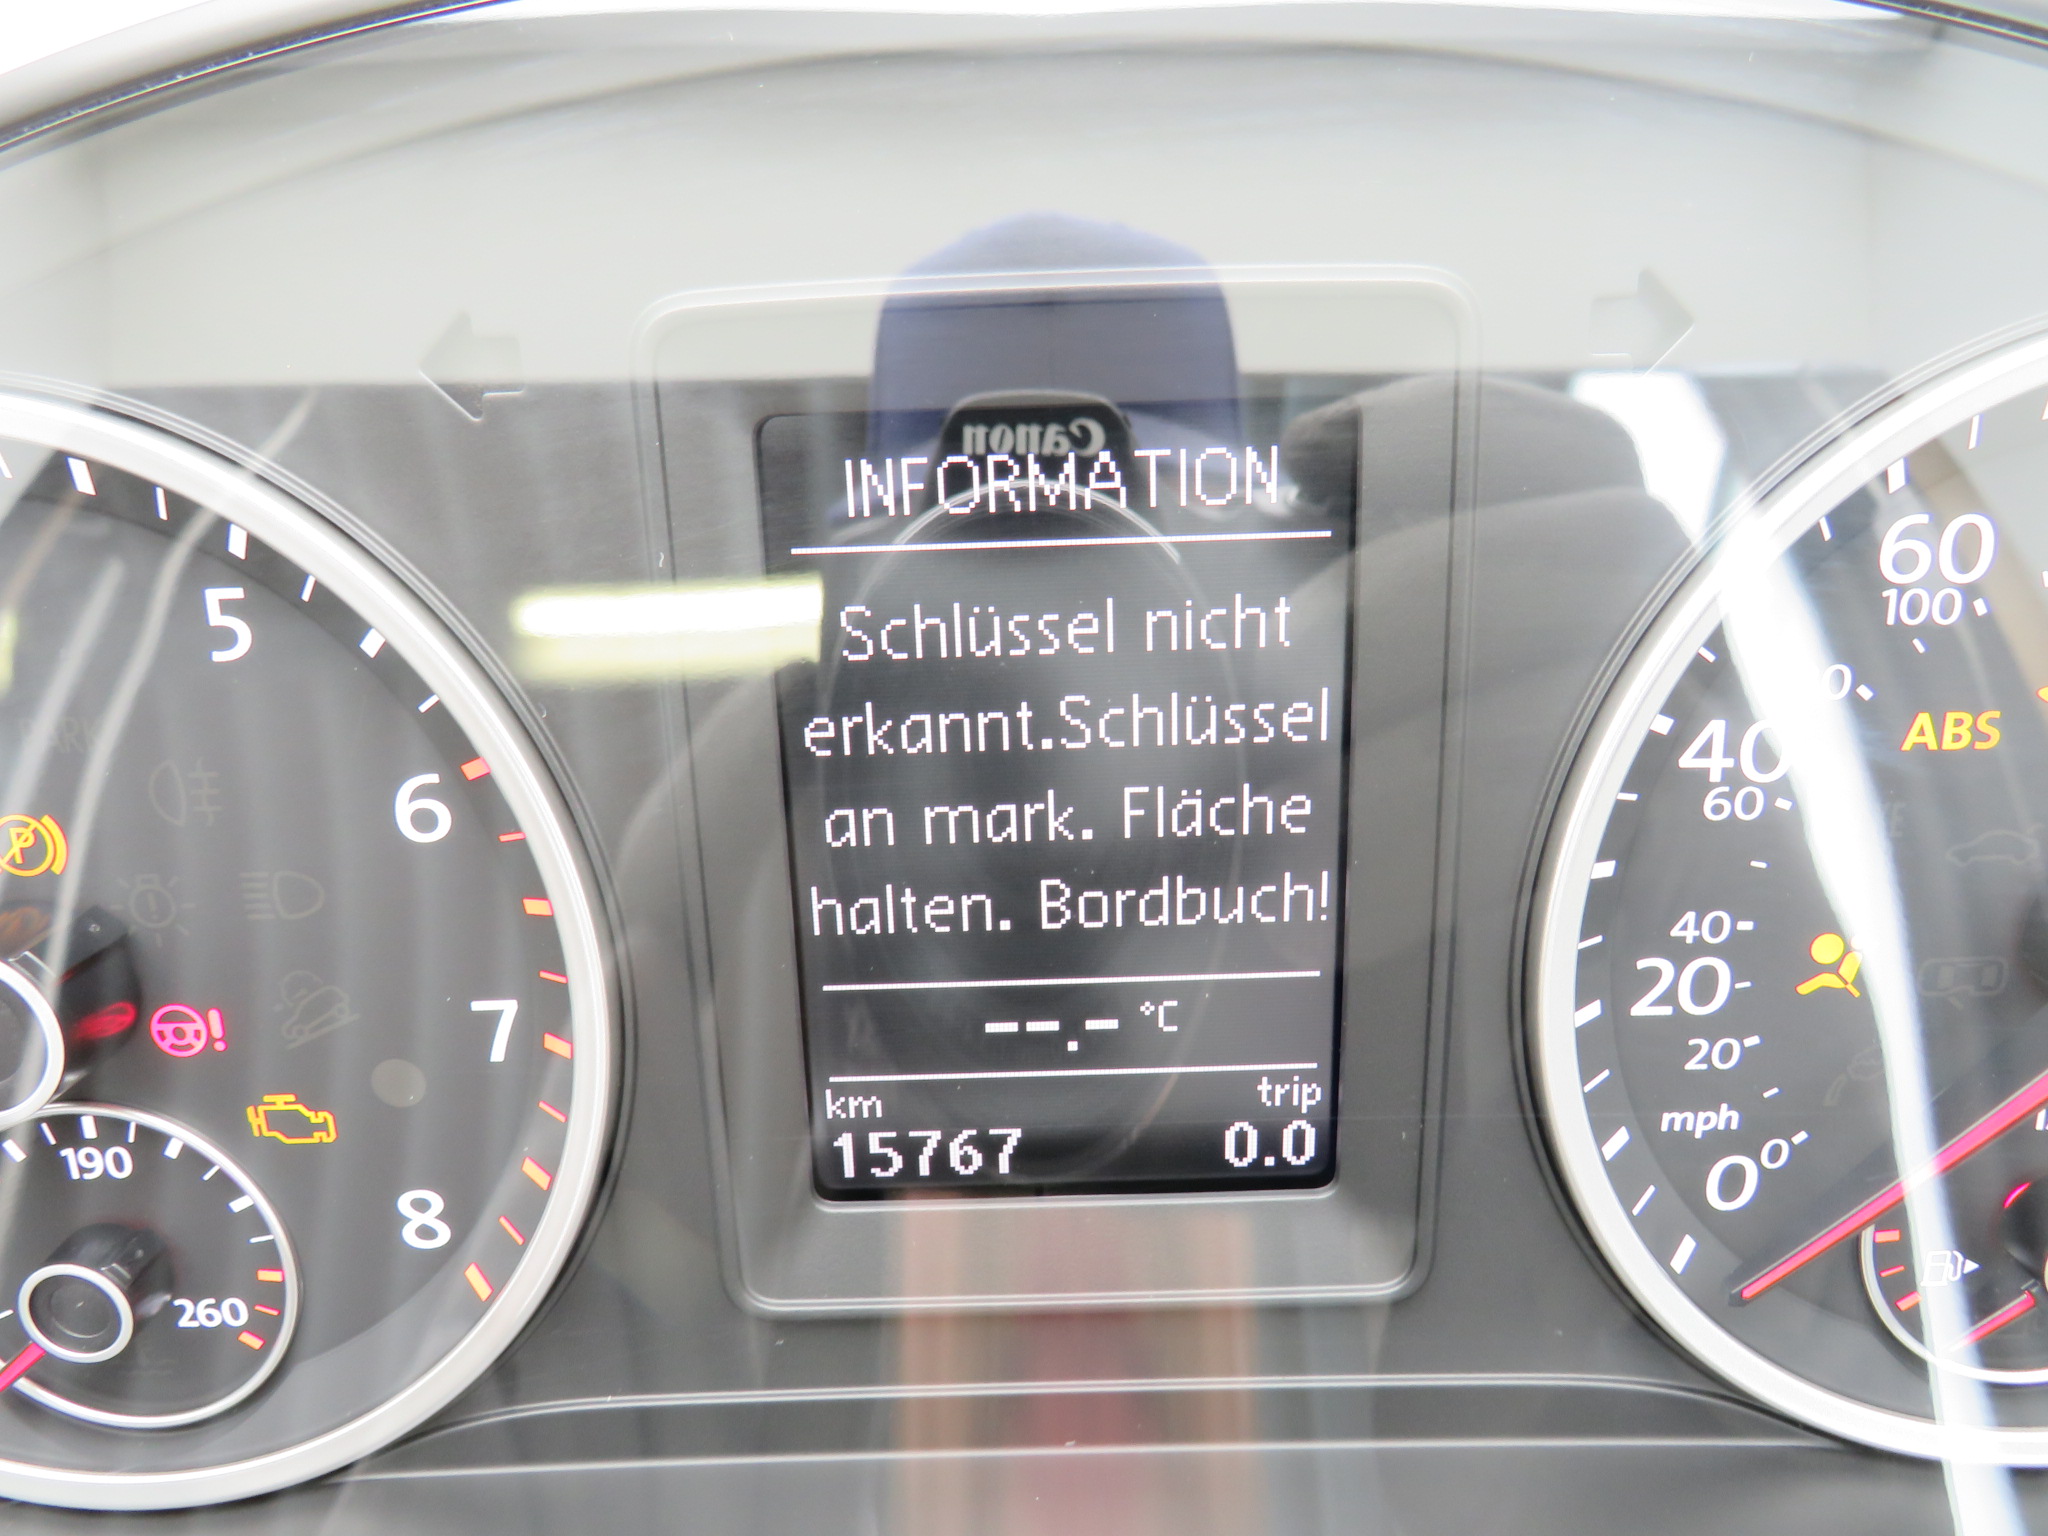 Canon
INFORMATION
Schlüssel nicht
erkannt.Schlüssel
an mark. Fläche
halten. Bordbuch!
--.- °C
km
trip
15767
0.0
5
6
7
8
190
260
P
PARK
60
100
ABS
40
60
40
20
20
mph
0
0